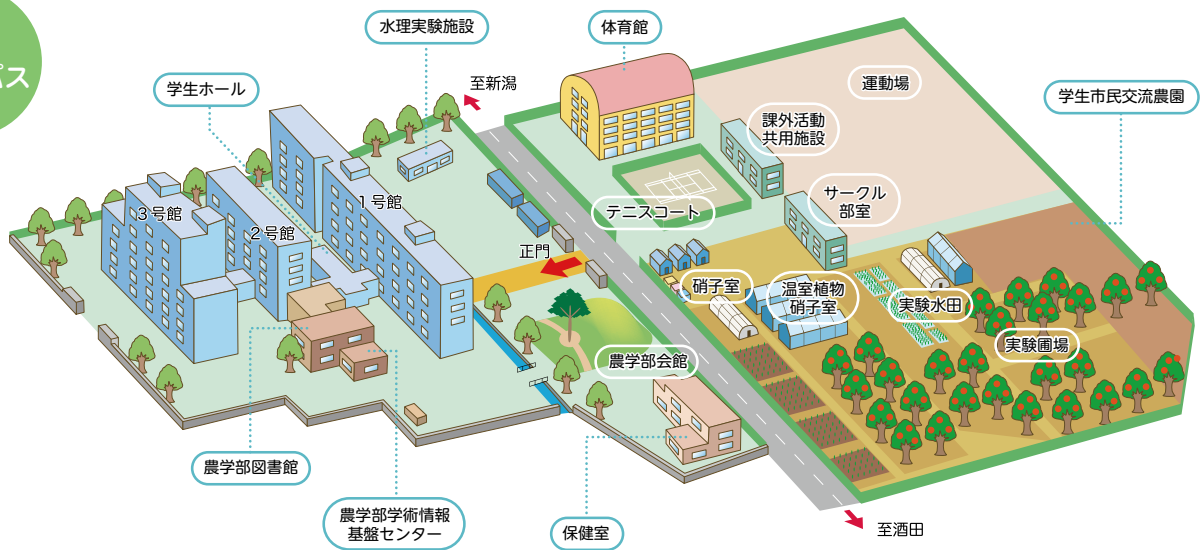 パス
水理実験施設
体育館
至新潟
学生ホール
運動場
学生市民交流農園
課外活動
共用施設
サークル
部室
1号館
3号館
2号館
テニスコート
正門
硝子室
温室植物
硝子室
実験水田
実験圃場
農学部会館
農学部図書館
農学部学術情報
基盤センター
保健室
至酒田